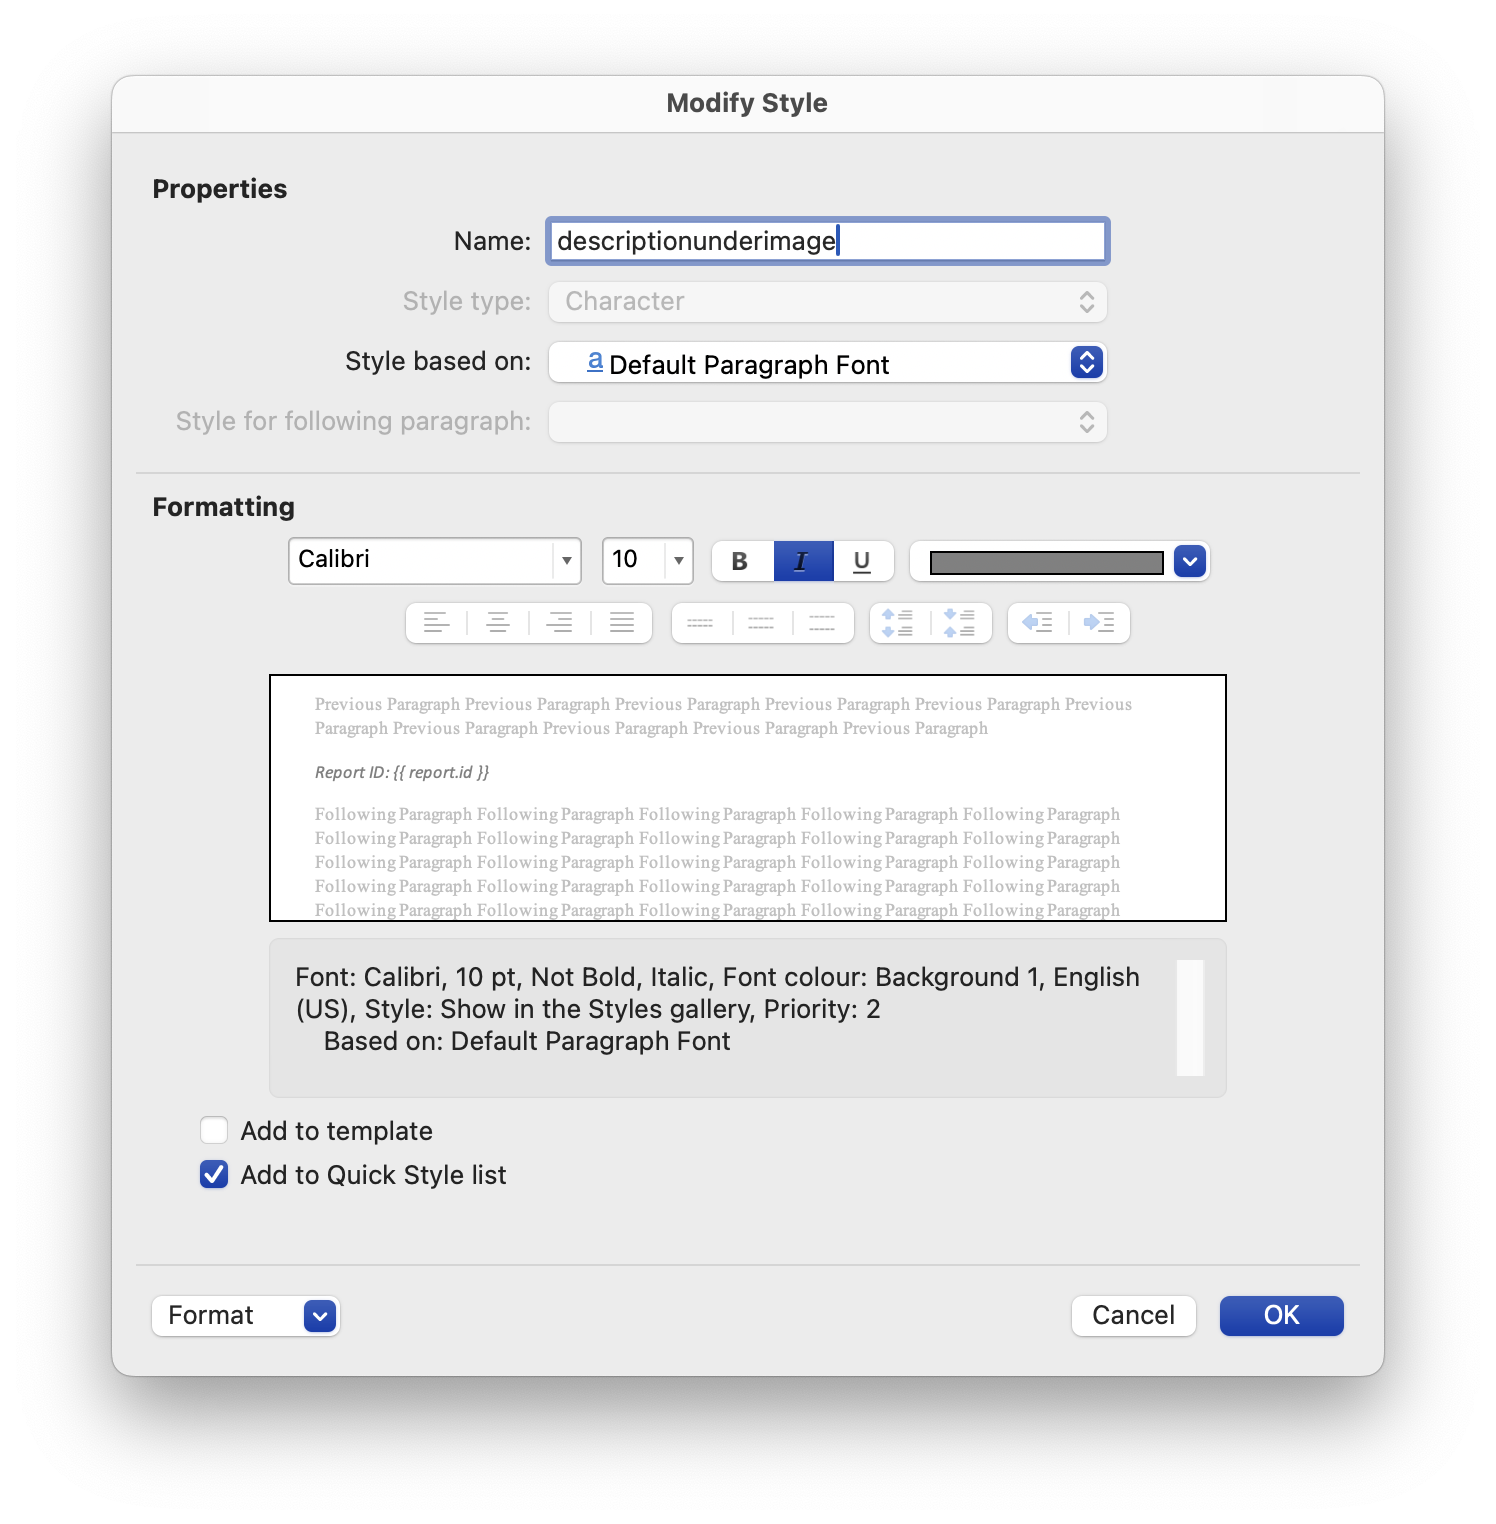 Modify Style
Properties
Name: descriptionunderimage
Style type: Character
Style based on: a Default Paragraph Font
Style for following paragraph:
Formatting
Calibri 10 B I U
Previous Paragraph Previous Paragraph Previous Paragraph Previous Paragraph Previous Paragraph Previous
Paragraph Previous Paragraph Previous Paragraph Previous Paragraph Previous Paragraph
Report ID: {{ report.id }}
Following Paragraph Following Paragraph Following Paragraph Following Paragraph Following Paragraph
Following Paragraph Following Paragraph Following Paragraph Following Paragraph Following Paragraph
Following Paragraph Following Paragraph Following Paragraph Following Paragraph Following Paragraph
Following Paragraph Following Paragraph Following Paragraph Following Paragraph Following Paragraph
Following Paragraph Following Paragraph Following Paragraph Following Paragraph Following Paragraph
Font: Calibri, 10 pt, Not Bold, Italic, Font colour: Background 1, English
(US), Style: Show in the Styles gallery, Priority: 2
Based on: Default Paragraph Font
Add to template
Add to Quick Style list
Format Cancel OK